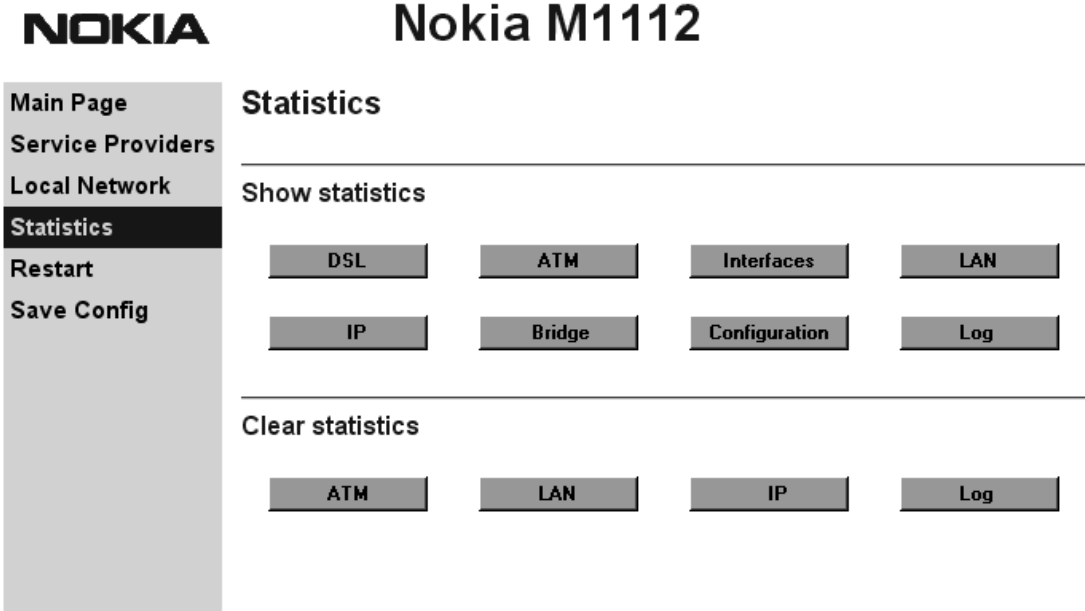 NOKIA
Nokia M1112
Main Page
Service Providers
Local Network
Statistics
Restart
Save Config
Statistics
Show statistics
DSL ATM Interfaces LAN
IP Bridge Configuration Log
Clear statistics
ATM LAN IP Log